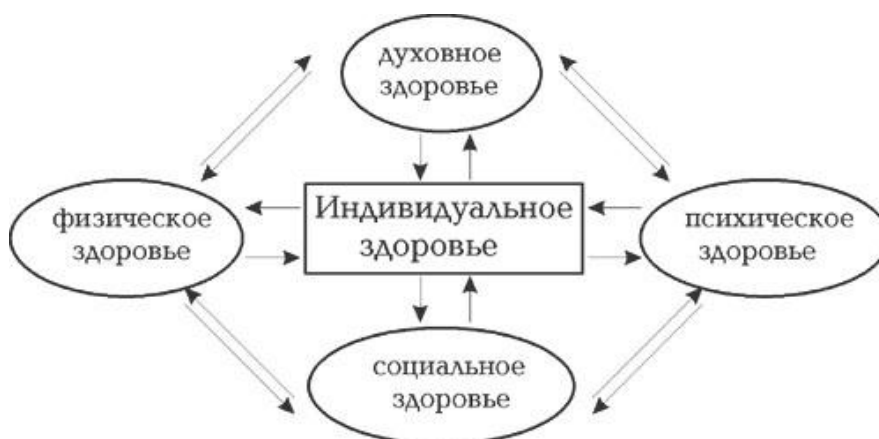 духовное
здоровье
физическое
здоровье
Индивидуальное
здоровье
психическое
здоровье
социальное
здоровье